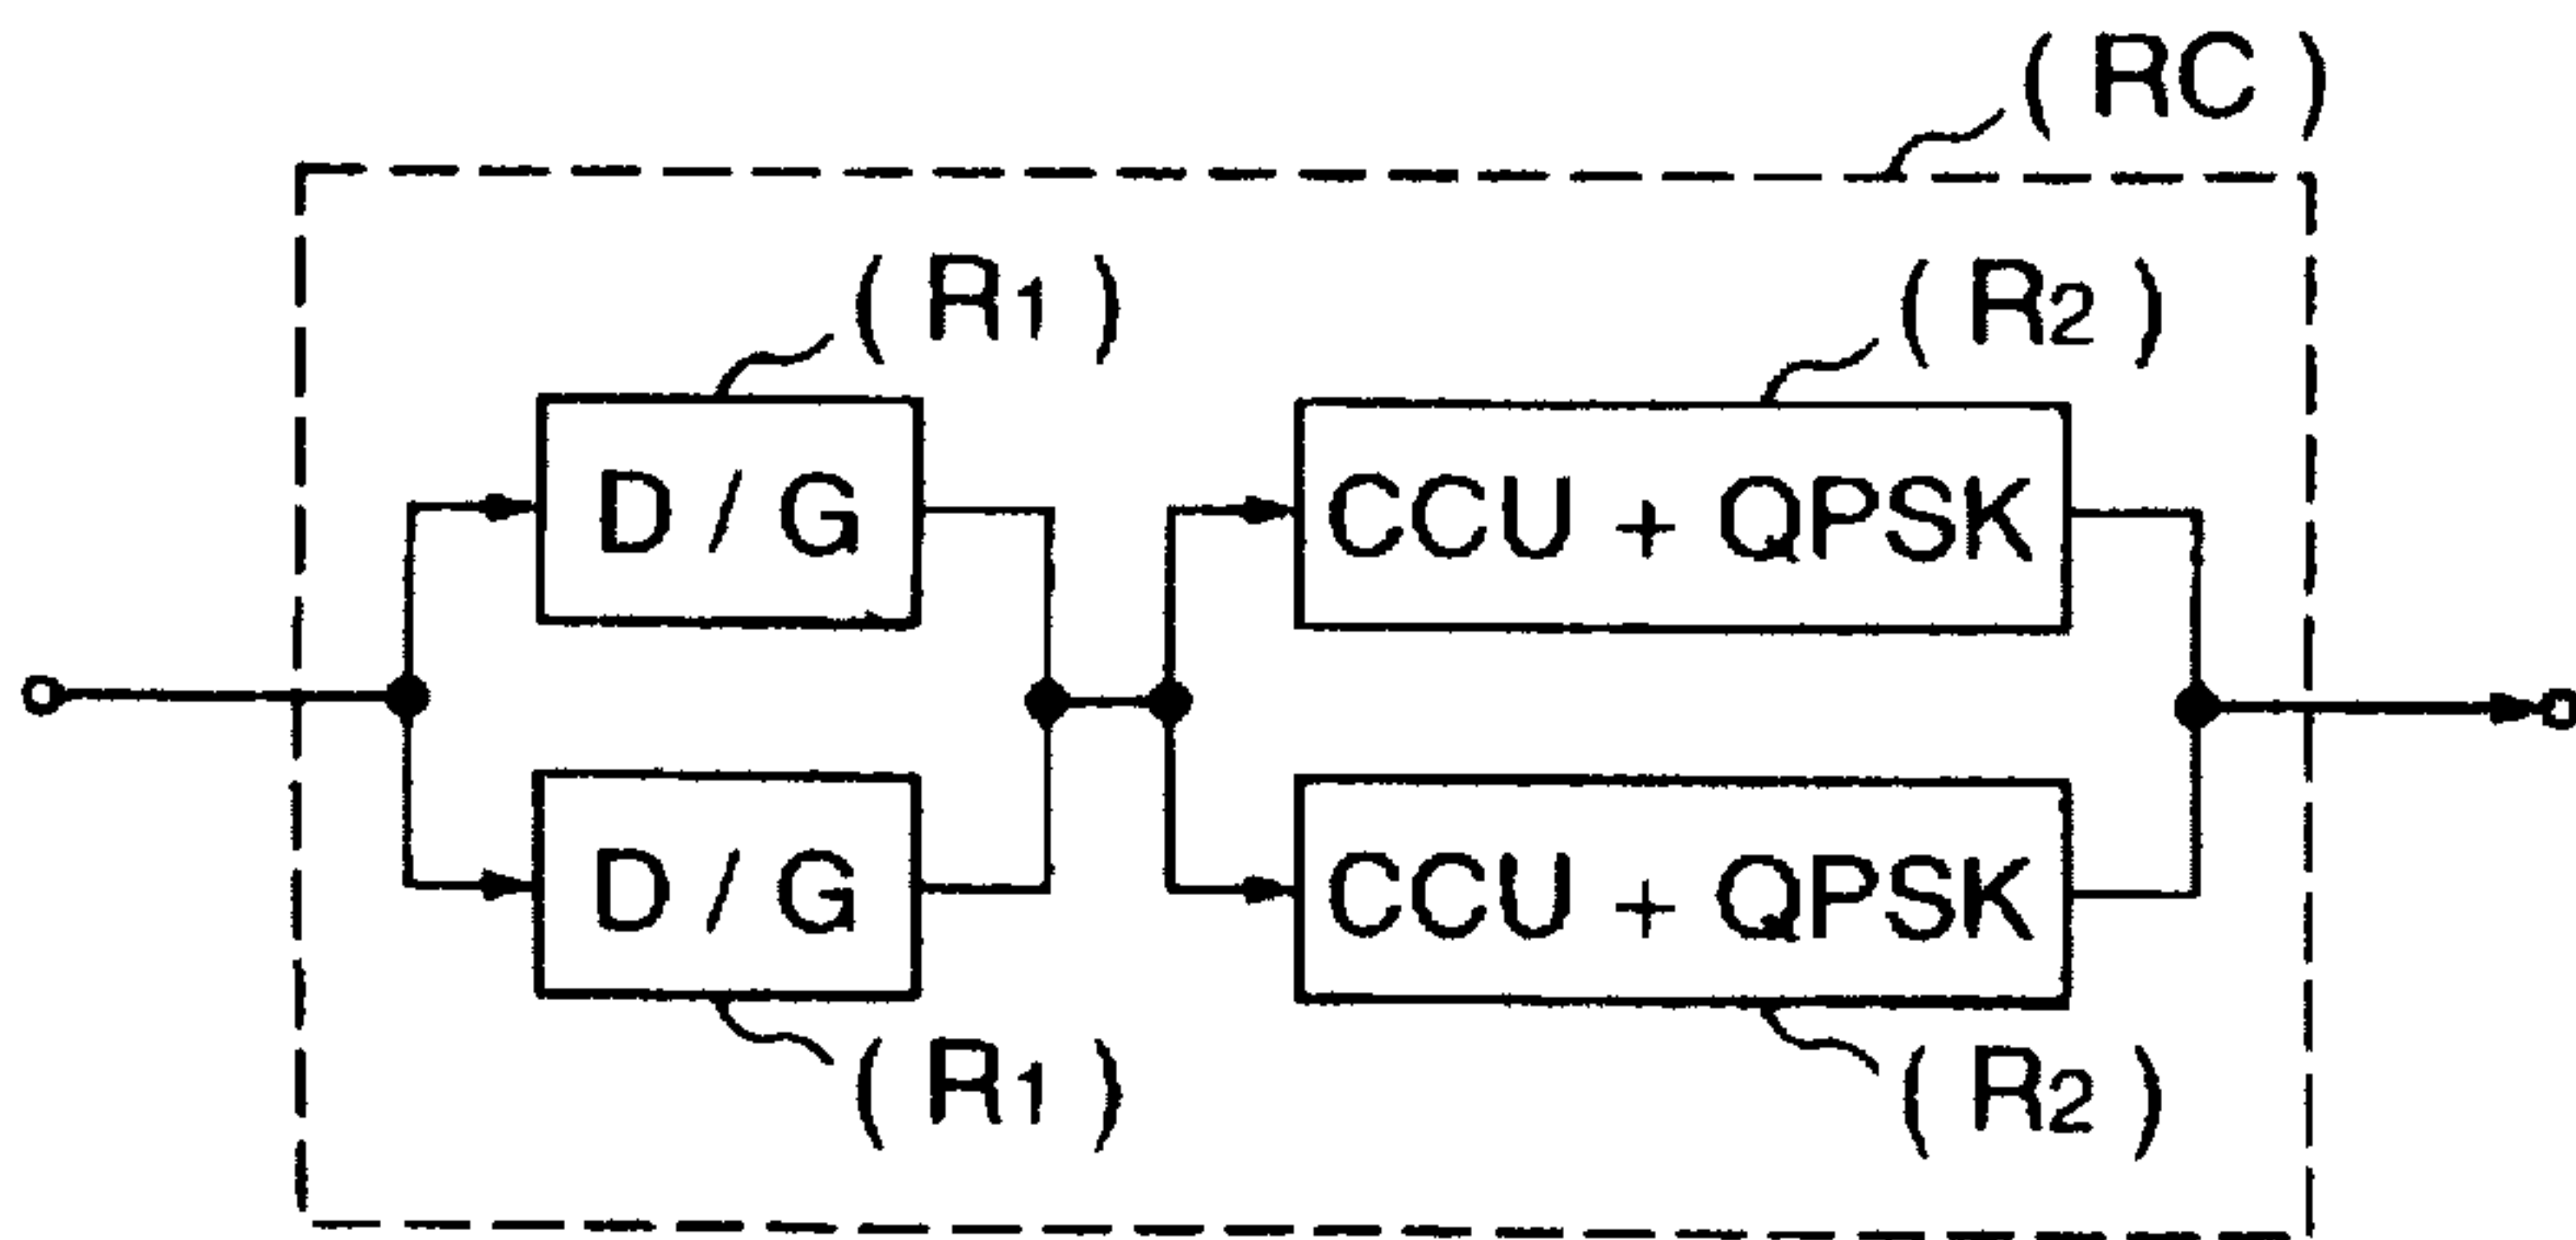 ( RC )
( R1 )
( R2 )
D / G
CCU + QPSK
D / G
CCU + QPSK
( R1 )
( R2 )